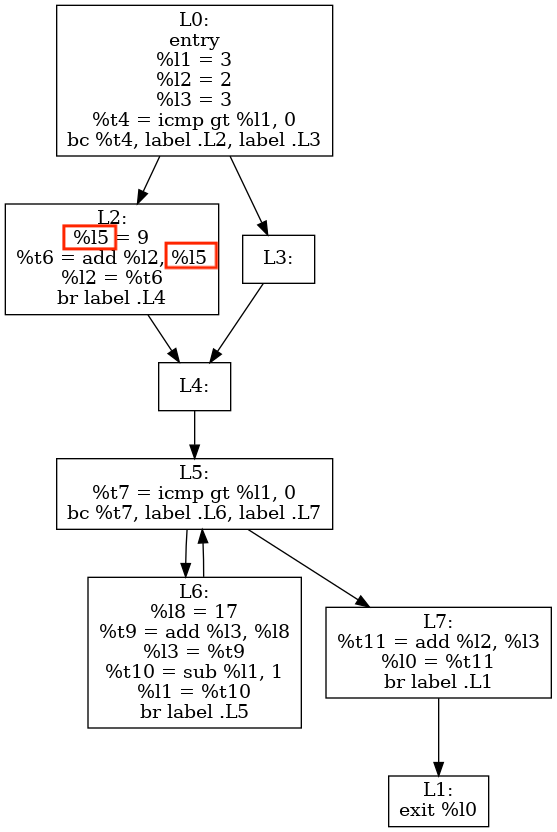 L0:
entry
%l1 = 3
%l2 = 2
%l3 = 3
%t4 = icmp gt %l1, 0
bc %t4, label .L2, label .L3
L2:
%l5 = 9
%t6 = add %l2, %l5
%l2 = %t6
br label .L4
L3:
L4:
L5:
%t7 = icmp gt %l1, 0
bc %t7, label .L6, label .L7
L6:
%l8 = 17
%t9 = add %l3, %l8
%l3 = %t9
%t10 = sub %l1, 1
%l1 = %t10
br label .L5
L7:
%t11 = add %l2, %l3
%l0 = %t11
br label .L1
L1:
exit %l0